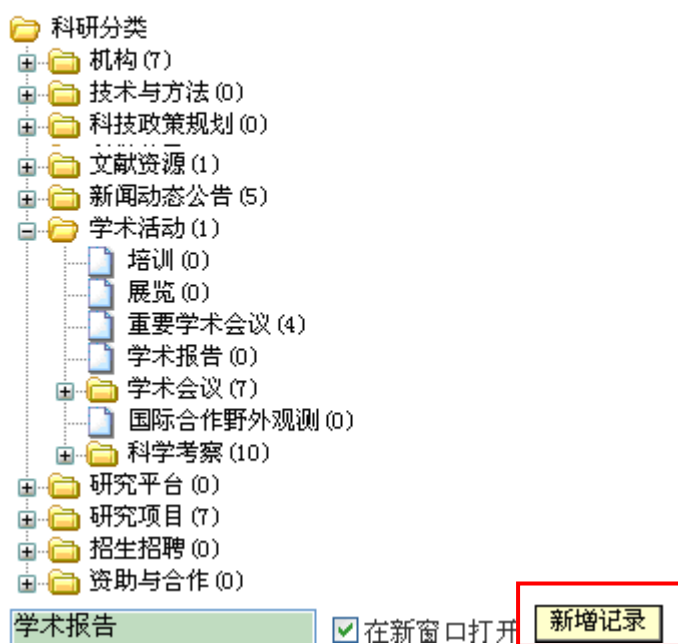 科研分类
机构(7)
技术与方法(0)
科技政策规划(0)
文献资源(1)
新闻动态公告(5)
学术活动(1)
培训(0)
展览(0)
重要学术会议(4)
学术报告(0)
学术会议(7)
国际合作野外观测(0)
科学考察(10)
研究平台(0)
研究项目(7)
招生招聘(0)
资助与合作(0)
学术报告 在新窗口打开 新增记录